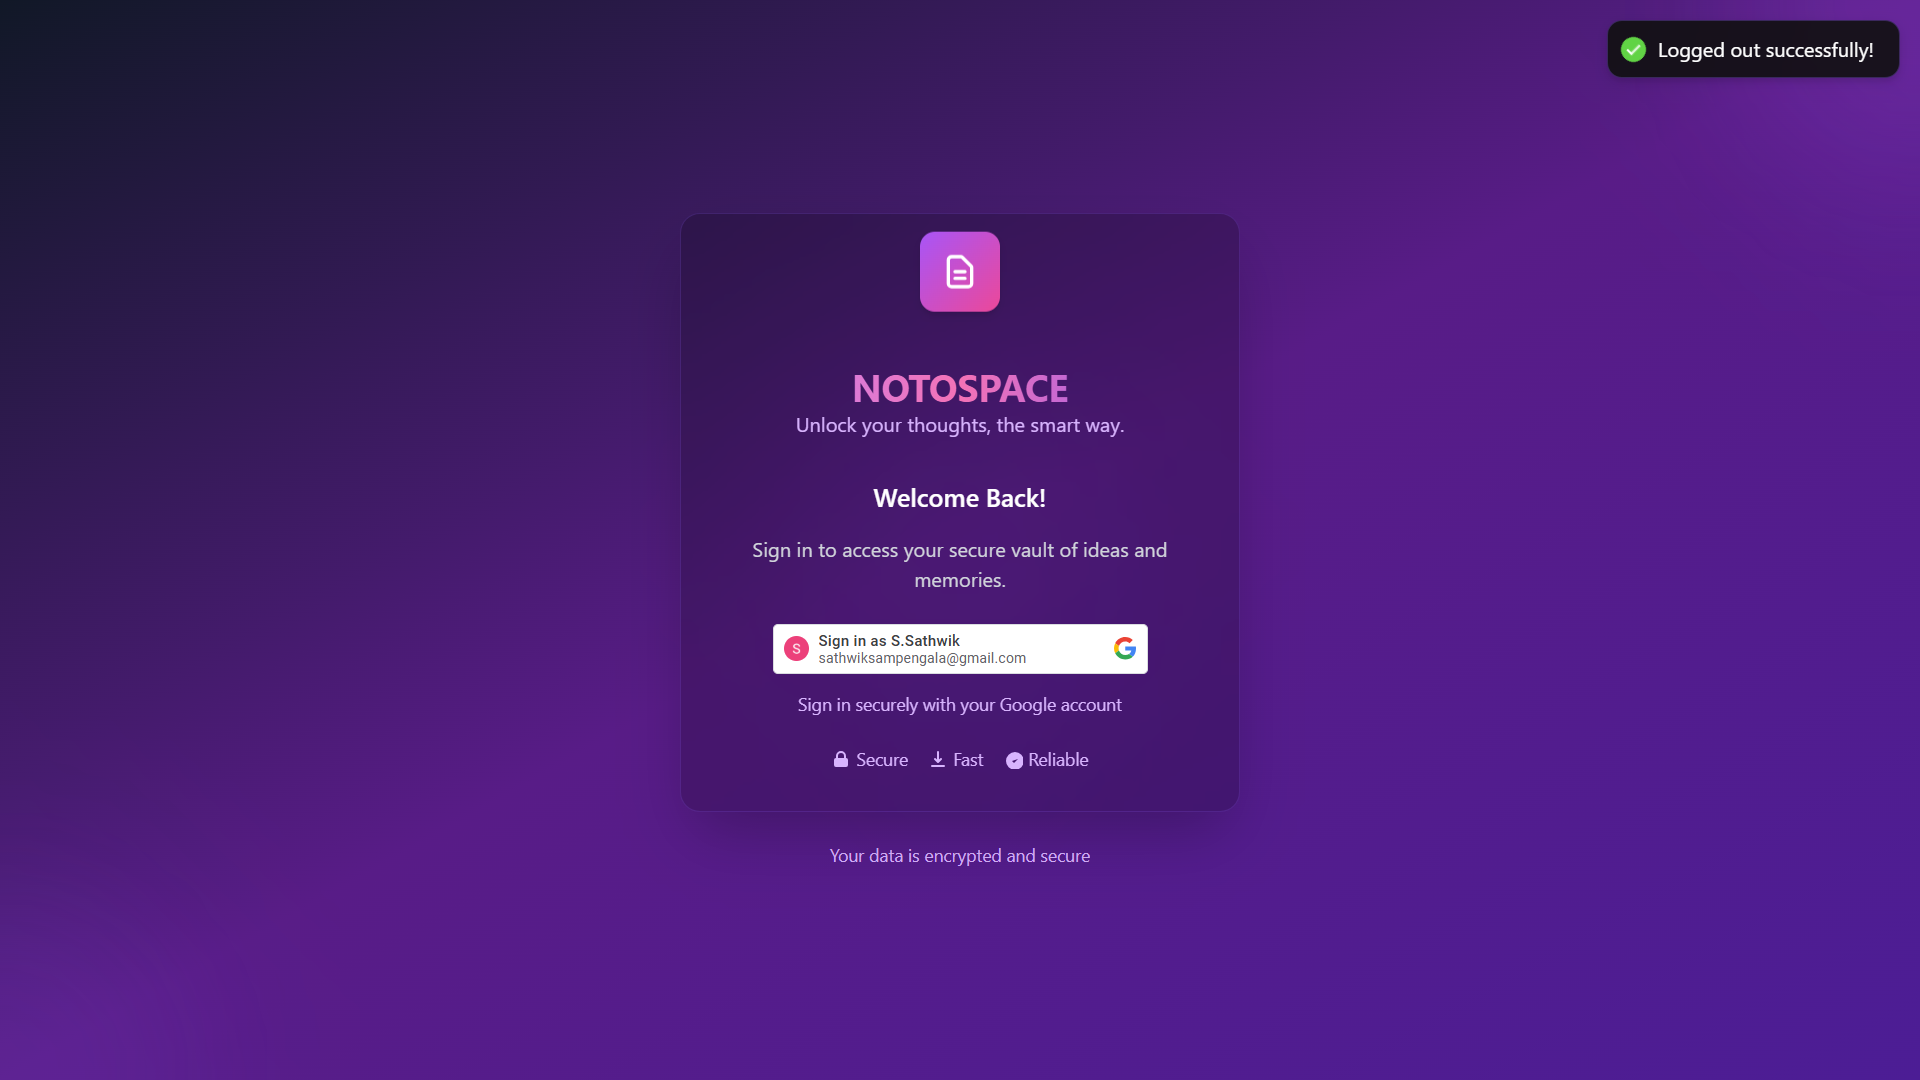 Logged out successfully!
NOTOSPACE
Unlock your thoughts, the smart way.
Welcome Back!
Sign in to access your secure vault of ideas and
memories.
S
Sign in as S.Sathwik
sathwiksampengala@gmail.com
Sign in securely with your Google account
Secure Fast Reliable
Your data is encrypted and secure